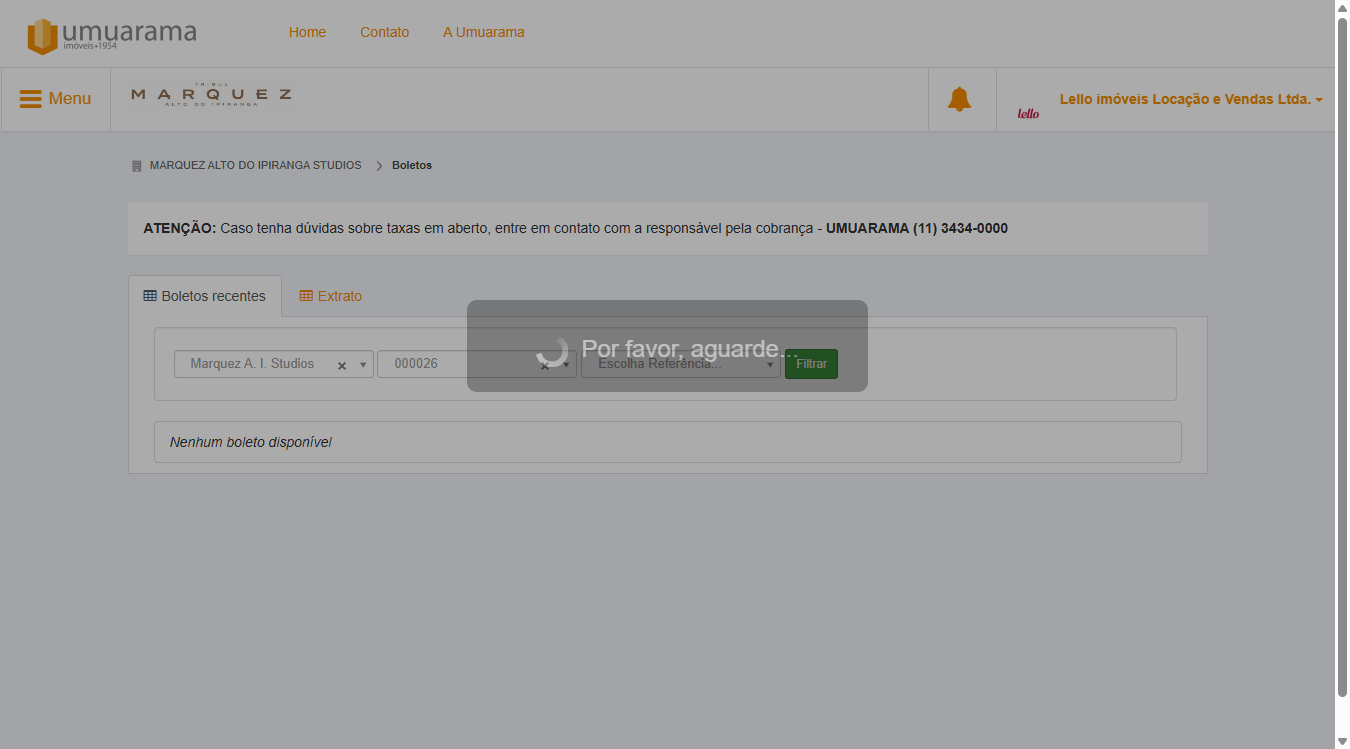 umuarama
imóveis•1954
Home
Contato
A Umuarama
Menu
MARQUEZ
ALTO DO IPIRANGA
lello
Lello imóveis Locação e Vendas Ltda.
MARQUEZ ALTO DO IPIRANGA STUDIOS
Boletos
ATENÇÃO: Caso tenha dúvidas sobre taxas em aberto, entre em contato com a responsável pela cobrança - UMUARAMA (11) 3434-0000
Boletos recentes
Extrato
Por favor, aguarde...
Marquez A. I. Studios
000026
Escolha Referência...
Filtrar
Nenhum boleto disponível